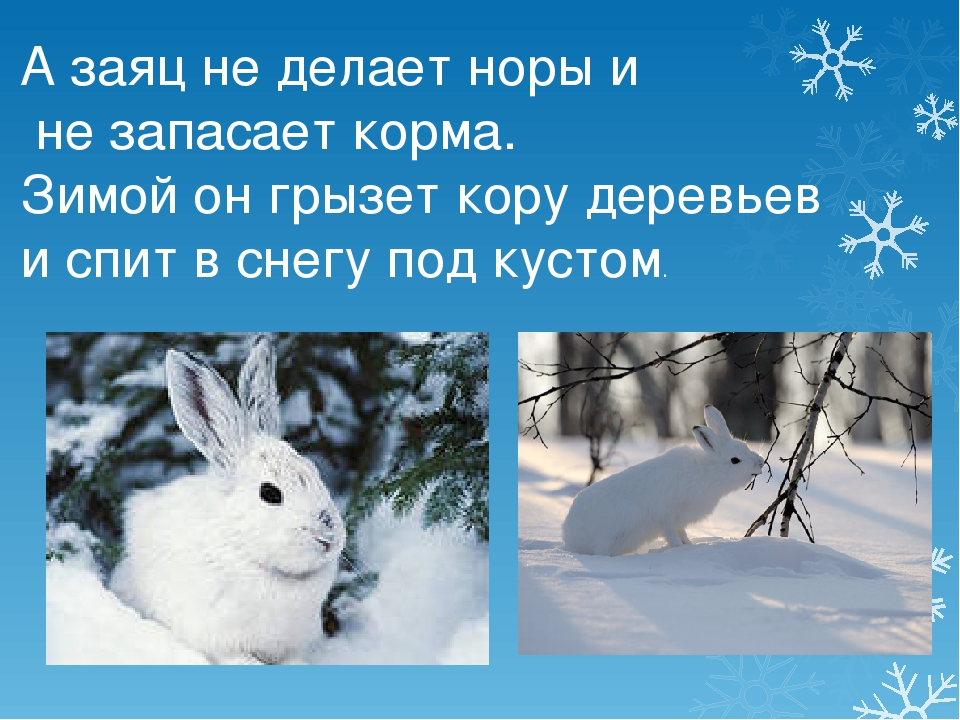 А заяц не делает норы и
не запасает корма.
Зимой он грызет кору деревьев
и спит в снегу под кустом.